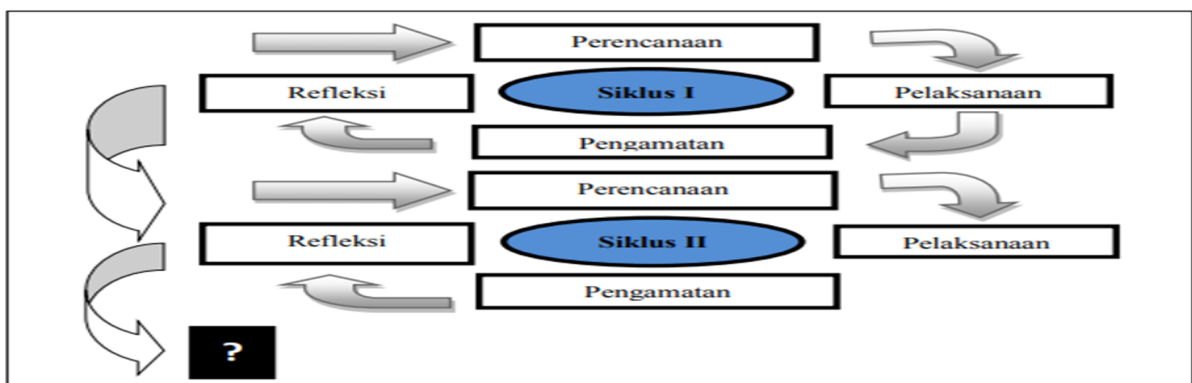 Perencanaan
Refleksi
Siklus I
Pelaksanaan
Pengamatan
Perencanaan
Refleksi
Siklus II
Pelaksanaan
Pengamatan
?